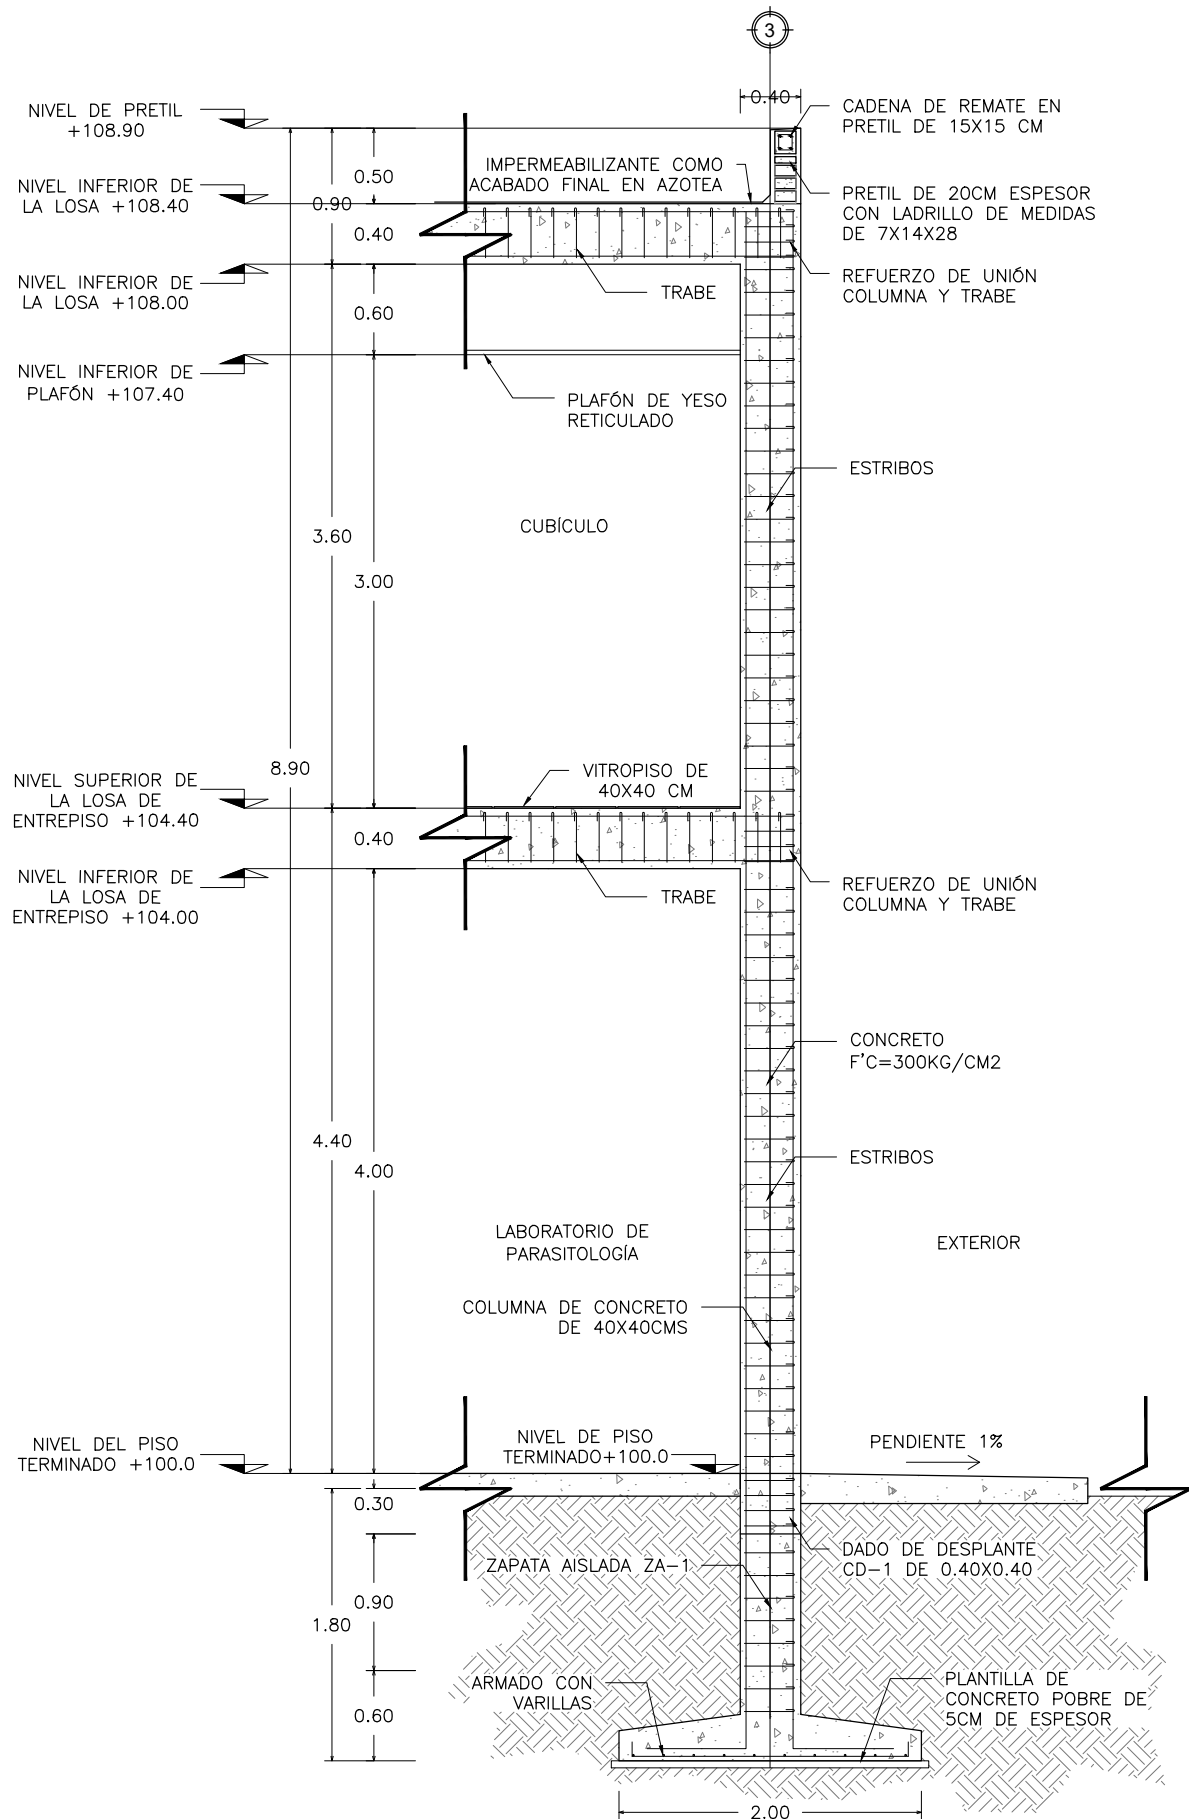 3
0.40
NIVEL DE PRETIL
+108.90
CADENA DE REMATE EN
PRETIL DE 15X15 CM
0.50
IMPERMEABILIZANTE COMO
ACABADO FINAL EN AZOTEA
NIVEL INFERIOR DE
LA LOSA +108.40
0.90
PRETIL DE 20CM ESPESOR
CON LADRILLO DE MEDIDAS
DE 7X14X28
0.40
NIVEL INFERIOR DE
LA LOSA +108.00
TRABE
REFUERZO DE UNIÓN
COLUMNA Y TRABE
0.60
NIVEL INFERIOR DE
PLAFÓN +107.40
PLAFÓN DE YESO
RETICULADO
ESTRIBOS
CUBÍCULO
3.60
3.00
8.90
NIVEL SUPERIOR DE
LA LOSA DE
ENTREPISO +104.40
VITROPISO DE
40X40 CM
0.40
NIVEL INFERIOR DE
LA LOSA DE
ENTREPISO +104.00
TRABE
REFUERZO DE UNIÓN
COLUMNA Y TRABE
CONCRETO
F'C=300KG/CM2
4.40
4.00
ESTRIBOS
LABORATORIO DE
PARASITOLOGÍA
EXTERIOR
COLUMNA DE CONCRETO
DE 40X40CMS
NIVEL DEL PISO
TERMINADO +100.0
NIVEL DE PISO
TERMINADO+100.0
PENDIENTE 1%
0.30
ZAPATA AISLADA ZA-1
DADO DE DESPLANTE
CD-1 DE 0.40X0.40
0.90
1.80
ARMADO CON
VARILLAS
PLANTILLA DE
CONCRETO POBRE DE
5CM DE ESPESOR
0.60
2.00